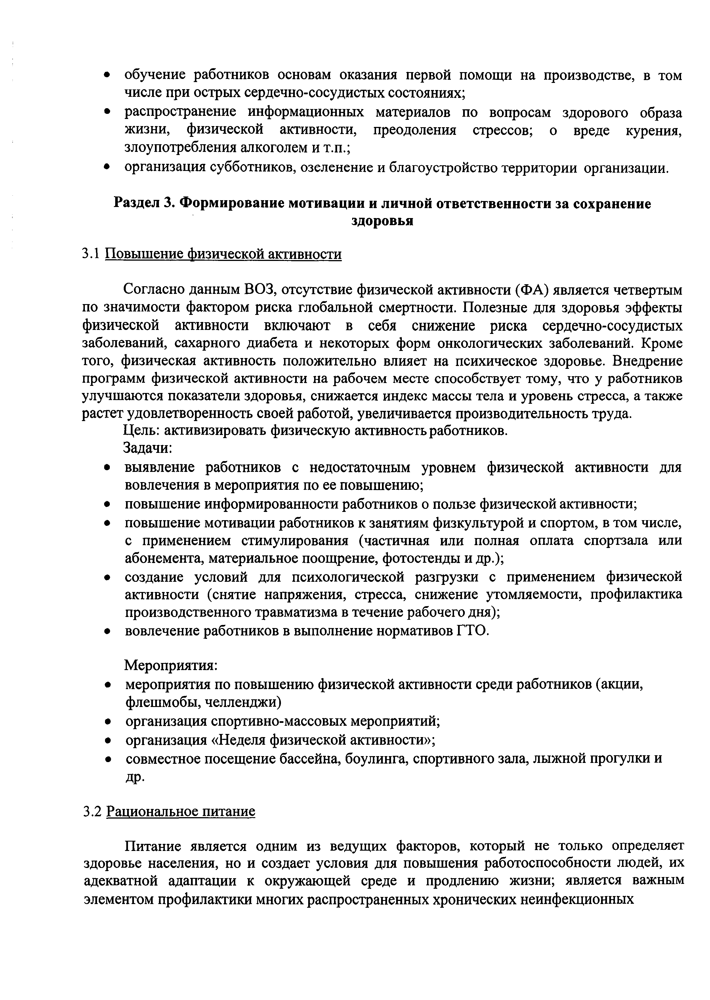 • обучение работников основам оказания первой помощи на производстве, в том
числе при острых сердечно-сосудистых состояниях;
• распространение информационных материалов по вопросам здорового образа
жизни, физической активности, преодоления стрессов; о вреде курения,
злоупотребления алкоголем и т.п.;
• организация субботников, озеленение и благоустройство территории организации.
Раздел 3. Формирование мотивации и личной ответственности за сохранение
здоровья
3.1 Повышение физической активности
Согласно данным ВОЗ, отсутствие физической активности (ФА) является четвертым
по значимости фактором риска глобальной смертности. Полезные для здоровья эффекты
физической активности включают в себя снижение риска сердечно-сосудистых
заболеваний, сахарного диабета и некоторых форм онкологических заболеваний. Кроме
того, физическая активность положительно влияет на психическое здоровье. Внедрение
программ физической активности на рабочем месте способствует тому, что у работников
улучшаются показатели здоровья, снижается индекс массы тела и уровень стресса, а также
растет удовлетворенность своей работой, увеличивается производительность труда.
Цель: активизировать физическую активность работников.
Задачи:
• выявление работников с недостаточным уровнем физической активности для
вовлечения в мероприятия по ее повышению;
• повышение информированности работников о пользе физической активности;
• повышение мотивации работников к занятиям физкультурой и спортом, в том числе,
с применением стимулирования (частичная или полная оплата спортзала или
абонемента, материальное поощрение, фотостенды и др.);
• создание условий для психологической разгрузки с применением физической
активности (снятие напряжения, стресса, снижение утомляемости, профилактика
производственного травматизма в течение рабочего дня);
• вовлечение работников в выполнение нормативов ГТО.
Мероприятия:
• мероприятия по повышению физической активности среди работников (акции,
флешмобы, челленджи)
• организация спортивно-массовых мероприятий;
• организация «Неделя физической активности»;
• совместное посещение бассейна, боулинга, спортивного зала, лыжной прогулки и
др.
3.2 Рациональное питание
Питание является одним из ведущих факторов, который не только определяет
здоровье населения, но и создает условия для повышения работоспособности людей, их
адекватной адаптации к окружающей среде и продлению жизни; является важным
элементом профилактики многих распространенных хронических неинфекционных